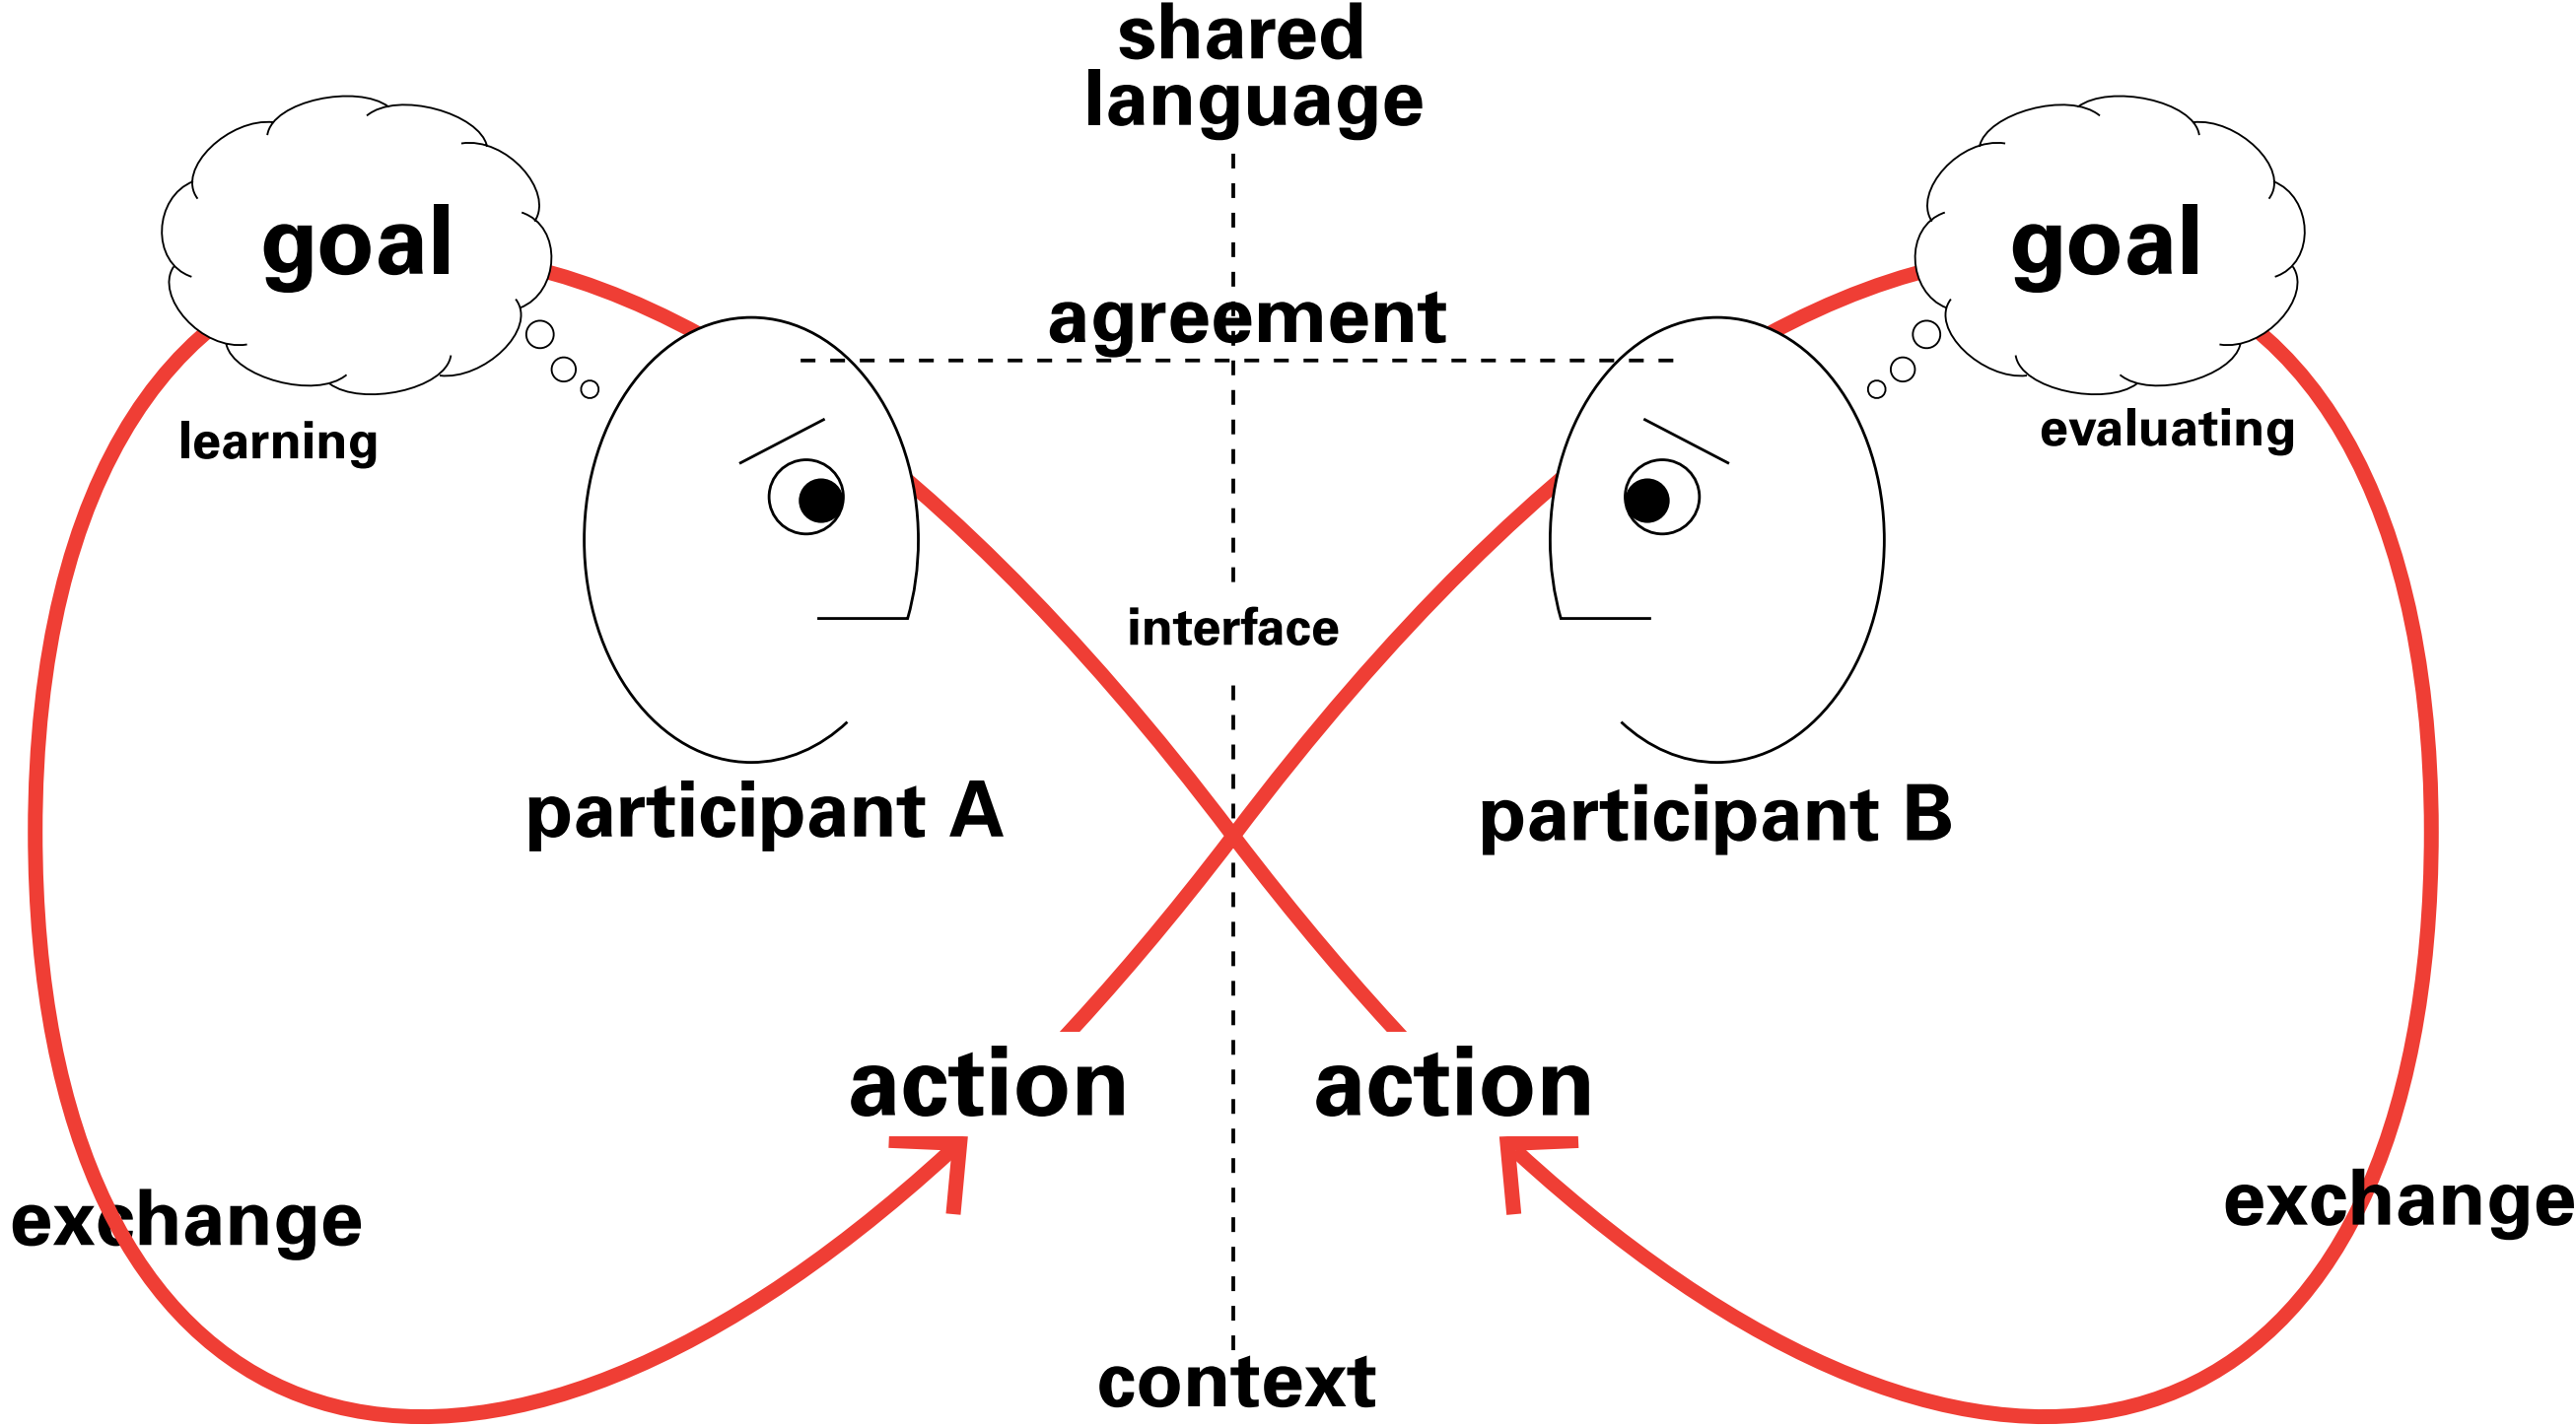 shared
language
goal
goal
agreement
learning
evaluating
interface
participant A
participant B
action
action
exchange
exchange
context